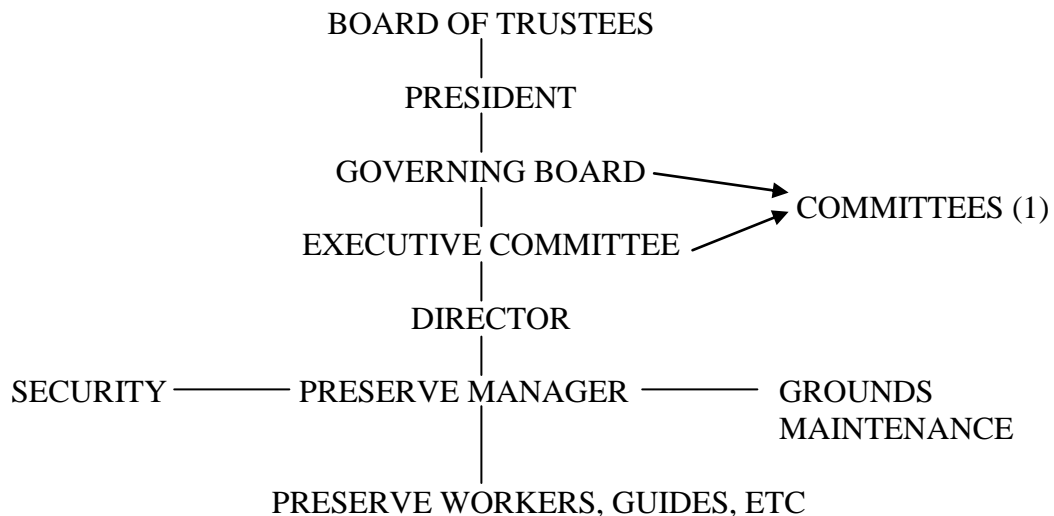 BOARD OF TRUSTEES
PRESIDENT
GOVERNING BOARD
COMMITTEES (1)
EXECUTIVE COMMITTEE
DIRECTOR
SECURITY PRESERVE MANAGER GROUNDS
MAINTENANCE
PRESERVE WORKERS, GUIDES, ETC